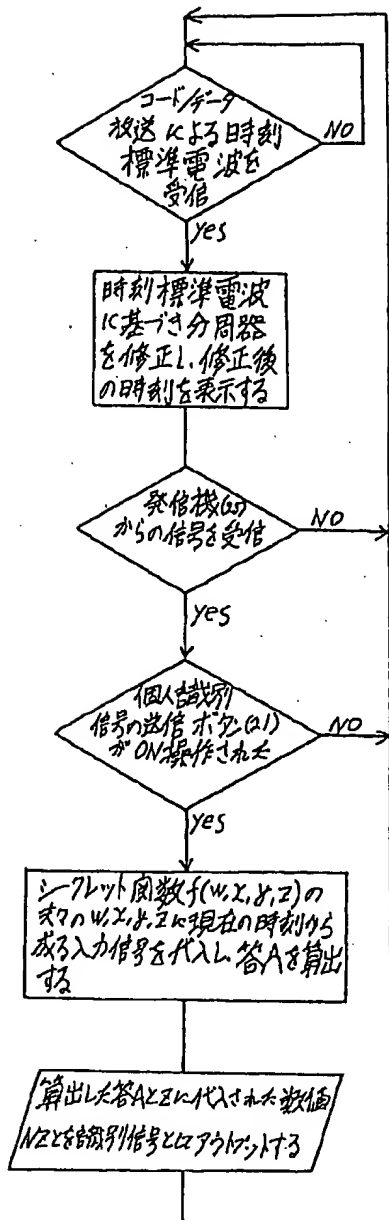 コード/データ
放送による時刻
標準電波を
受信
NO
yes
時刻標準電波
に基づき分周器
を修正し、修正後
の時刻を表示する
発信機(25)
からの信号を受信
NO
yes
個人識別
信号の送信ボタン(21)
がON操作された
NO
yes
シークレット関数f(w,x,y,z)の
夫々のw,x,y,zに現在の時刻から
成る入力信号を代入し、答Aを算出
する
算出した答AとZに代入された数値
NZとを識別信号としアウトプットする